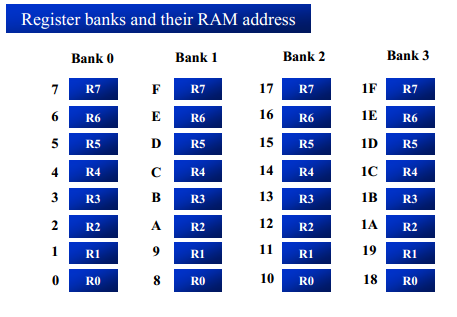 Register banks and their RAM address
Bank 0 Bank 1 Bank 2 Bank 3
7 R7 F R7 17 R7 1F R7
6 R6 E R6 16 R6 1E R6
5 R5 D R5 15 R5 1D R5
4 R4 C R4 14 R4 1C R4
3 R3 B R3 13 R3 1B R3
2 R2 A R2 12 R2 1A R2
1 R1 9 R1 11 R1 19 R1
0 R0 8 R0 10 R0 18 R0